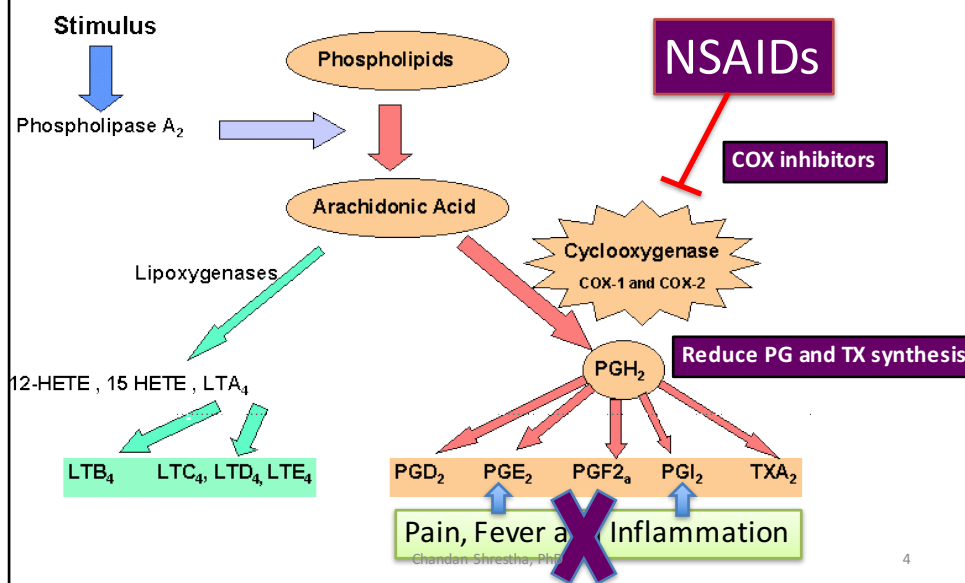 Stimulus
Phospholipids
NSAIDs
Phospholipase A₂
COX inhibitors
Arachidonic Acid
Cyclooxygenase
COX-1 and COX-2
Lipoxygenases
Reduce PG and TX synthesis
PGH₂
12-HETE , 15 HETE , LTA₄
LTB₄ LTC₄, LTD₄, LTE₄
PGD₂ PGE₂ PGF2ₐ PGI₂ TXA₂
Pain, Fever a Inflammation
Chandan Shrestha, Ph
4